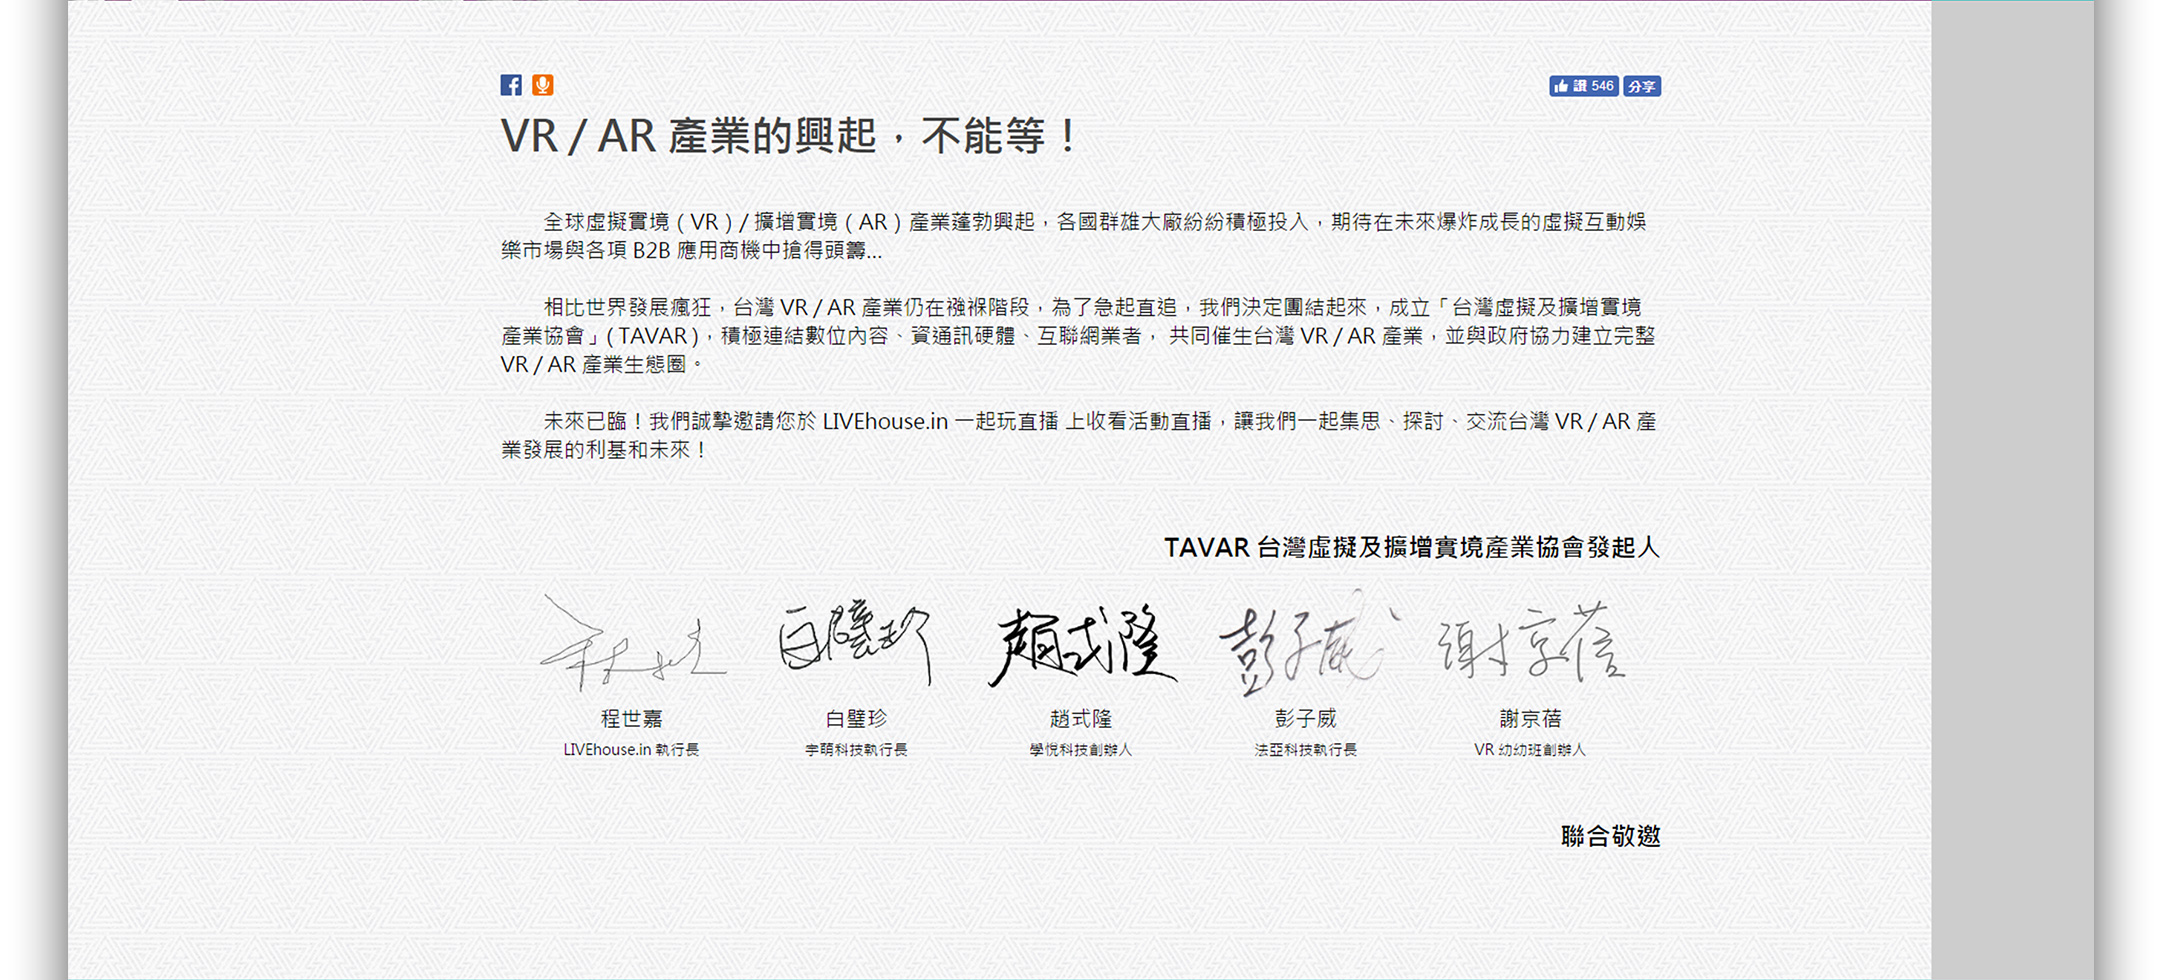 讚 546 分享
VR / AR 產業的興起，不能等！
全球虛擬實境 ( VR ) / 擴增實境 ( AR ) 產業蓬勃興起，各國群雄大廠紛紛積極投入，期待在未來爆炸成長的虛擬互動娛
樂市場與各項 B2B 應用商機中搶得頭籌...
相比世界發展瘋狂，台灣 VR / AR 產業仍在襁褓階段，為了急起直追，我們決定團結起來，成立「台灣虛擬及擴增實境
產業協會」( TAVAR )，積極連結數位內容、資通訊硬體、互聯網業者， 共同催生台灣 VR / AR 產業，並與政府協力建立完整
VR / AR 產業生態圈。
未來已臨！我們誠摯邀請您於 LIVEhouse.in 一起玩直播 上收看活動直播，讓我們一起集思、探討、交流台灣 VR / AR 產
業發展的利基和未來！
TAVAR 台灣虛擬及擴增實境產業協會發起人
白璧珍 趙式隆 彭子威 謝京蓓
程世嘉 白璧珍 趙式隆 彭子威 謝京蓓
LIVEhouse.in 執行長 宇萌科技執行長 學悅科技創辦人 法亞科技執行長 VR 幼幼班創辦人
聯合敬邀